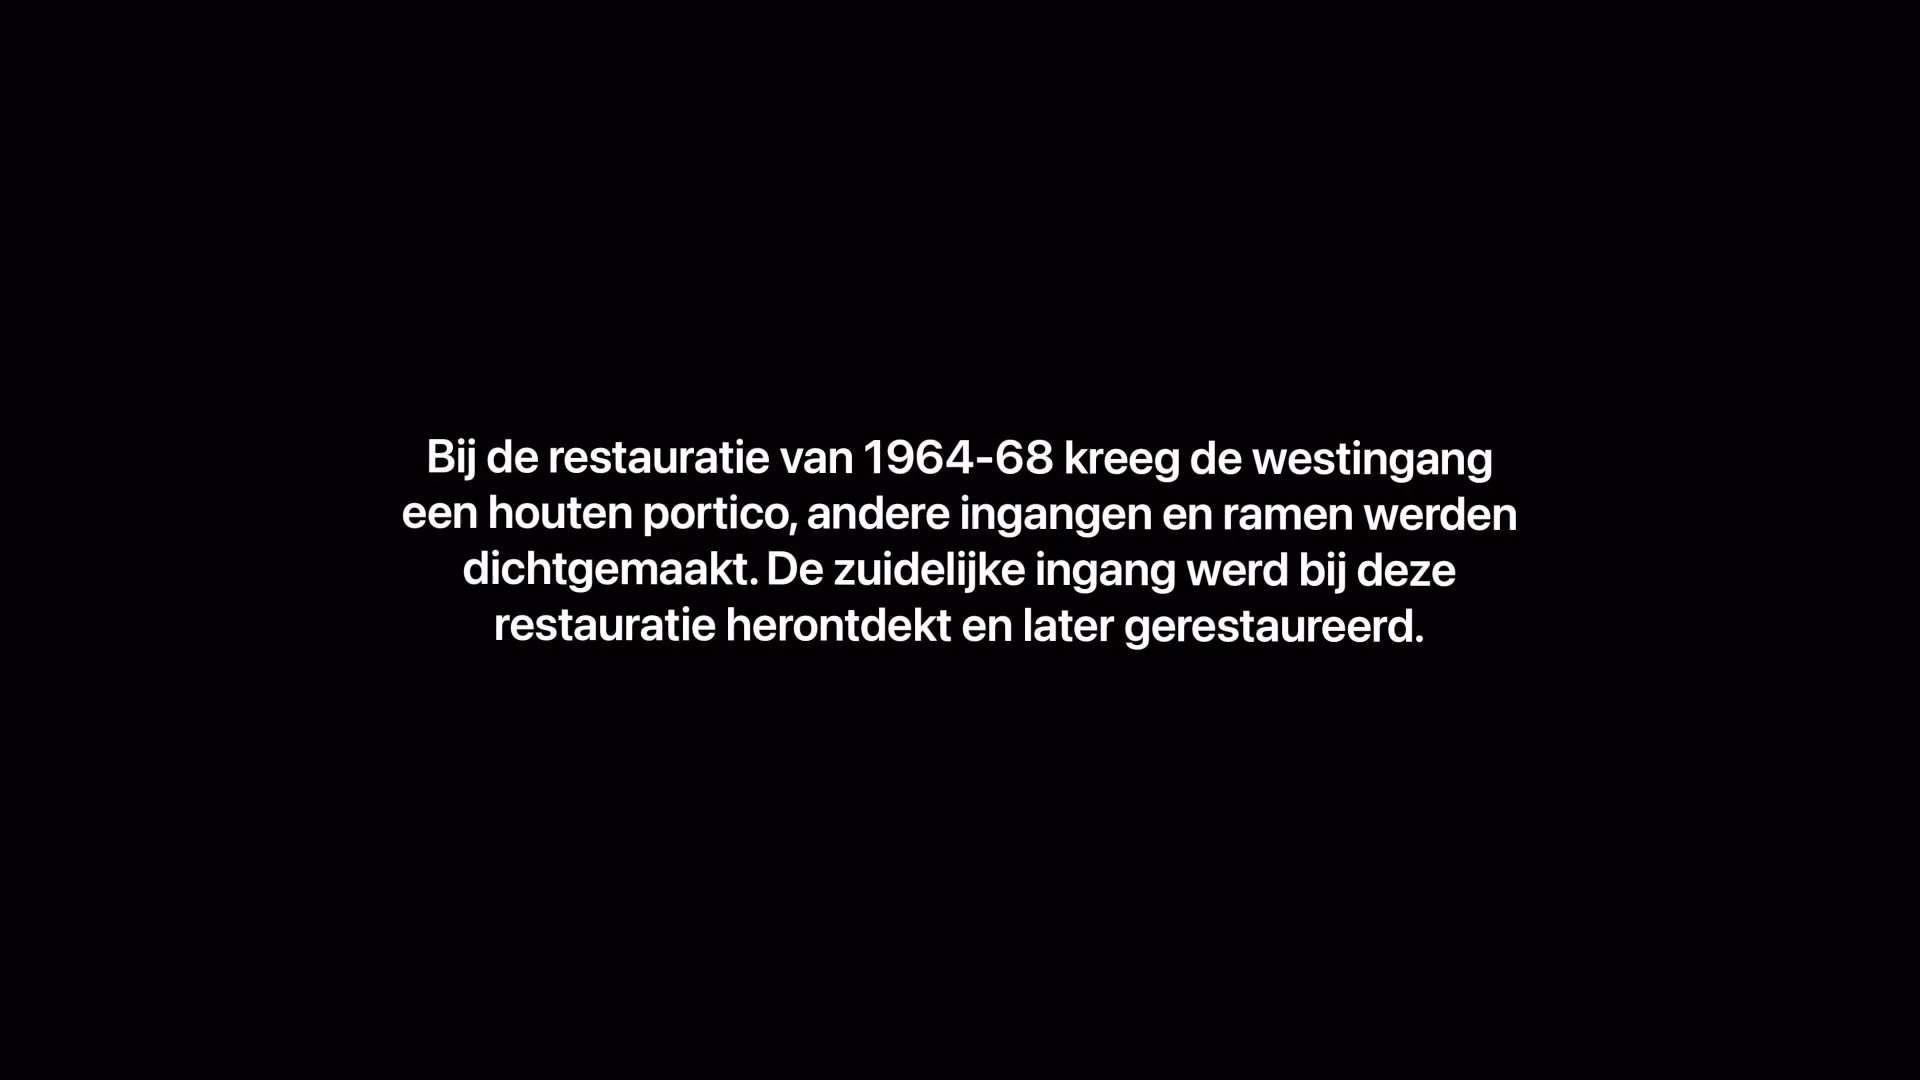 Bij de restauratie van 1964-68 kreeg de westingang
een houten portico, andere ingangen en ramen werden
dichtgemaakt. De zuidelijke ingang werd bij deze
restauratie herontdekt en later gerestaureerd.